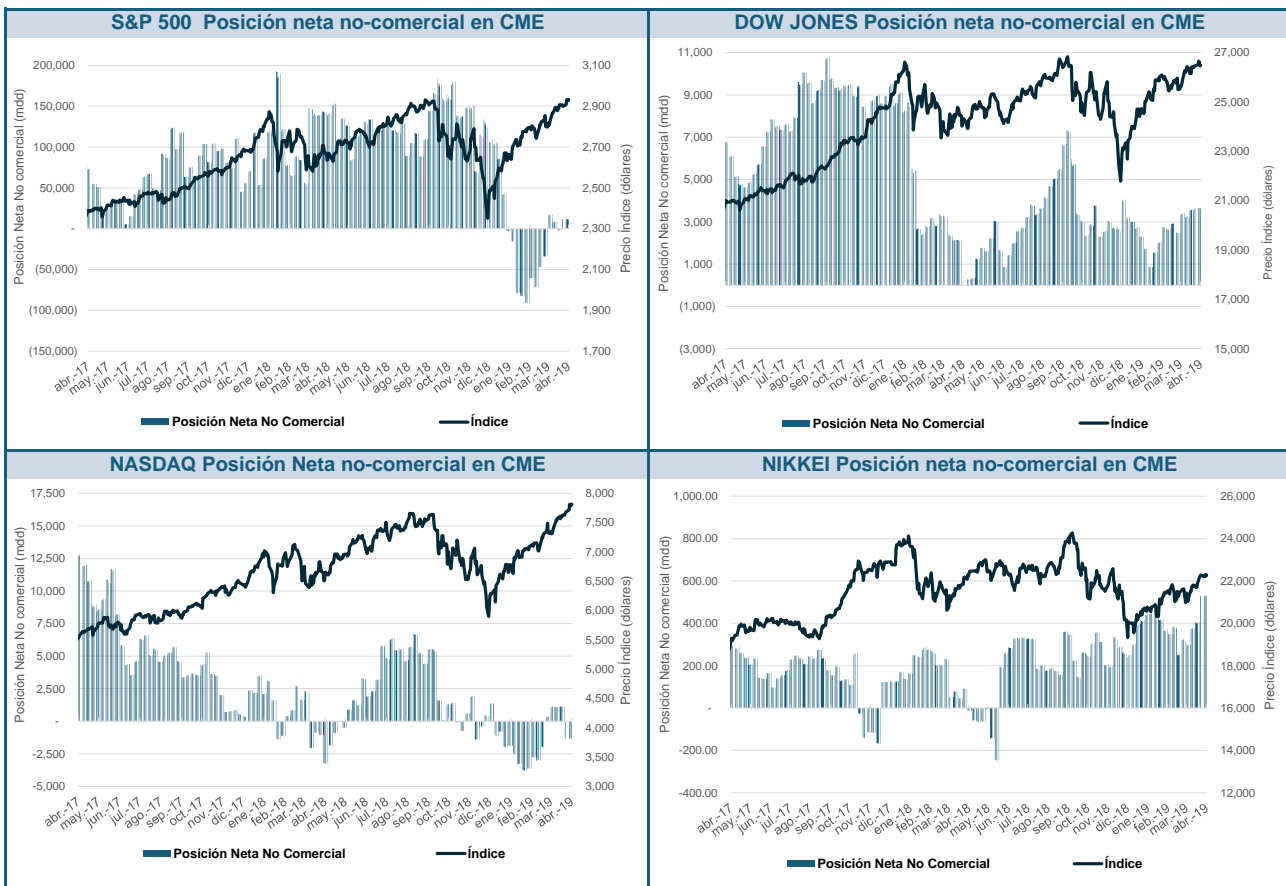 S&P 500 Posición neta no-comercial en CME
Posición Neta No comercial (mdd)
200,000
150,000
100,000
50,000
-
(50,000)
(100,000)
(150,000)
3,100
2,900
2,700
2,500
2,300
2,100
1,900
1,700
Precio Índice (dólares)
abr.-17
may.-17
jun.-17
jul.-17
ago.-17
sep.-17
oct.-17
nov.-17
dic.-17
ene.-18
feb.-18
mar.-18
abr.-18
may.-18
jun.-18
jul.-18
ago.-18
sep.-18
oct.-18
nov.-18
dic.-18
ene.-19
feb.-19
mar.-19
abr.-19
Posición Neta No Comercial
Índice
DOW JONES Posición neta no-comercial en CME
Posición Neta No comercial (mdd)
11,000
9,000
7,000
5,000
3,000
1,000
(1,000)
(3,000)
27,000
25,000
23,000
21,000
19,000
17,000
15,000
Precio Índice (dólares)
abr.-17
may.-17
jun.-17
jul.-17
ago.-17
sep.-17
oct.-17
nov.-17
dic.-17
ene.-18
feb.-18
mar.-18
abr.-18
may.-18
jun.-18
jul.-18
ago.-18
sep.-18
oct.-18
nov.-18
dic.-18
ene.-19
feb.-19
mar.-19
abr.-19
Posición Neta No Comercial
Índice
NASDAQ Posición Neta no-comercial en CME
Posición Neta No comercial (mdd)
17,500
15,000
12,500
10,000
7,500
5,000
2,500
-
-2,500
-5,000
8,000
7,500
7,000
6,500
6,000
5,500
5,000
4,500
4,000
3,500
3,000
Precio Índice (dólares)
abr.-17
may.-17
jun.-17
jul.-17
ago.-17
sep.-17
oct.-17
nov.-17
dic.-17
ene.-18
feb.-18
mar.-18
abr.-18
may.-18
jun.-18
jul.-18
ago.-18
sep.-18
oct.-18
nov.-18
dic.-18
ene.-19
feb.-19
mar.-19
abr.-19
Posición Neta No Comercial
Índice
NIKKEI Posición neta no-comercial en CME
Posición Neta No comercial (mdd)
1,000.00
800.00
600.00
400.00
200.00
-
-200.00
-400.00
26,000
24,000
22,000
20,000
18,000
16,000
14,000
12,000
Precio Índice (dólares)
abr.-17
may.-17
jun.-17
jul.-17
ago.-17
sep.-17
oct.-17
nov.-17
dic.-17
ene.-18
feb.-18
mar.-18
abr.-18
may.-18
jun.-18
jul.-18
ago.-18
sep.-18
oct.-18
nov.-18
dic.-18
ene.-19
feb.-19
mar.-19
abr.-19
Posición Neta No Comercial
Índice